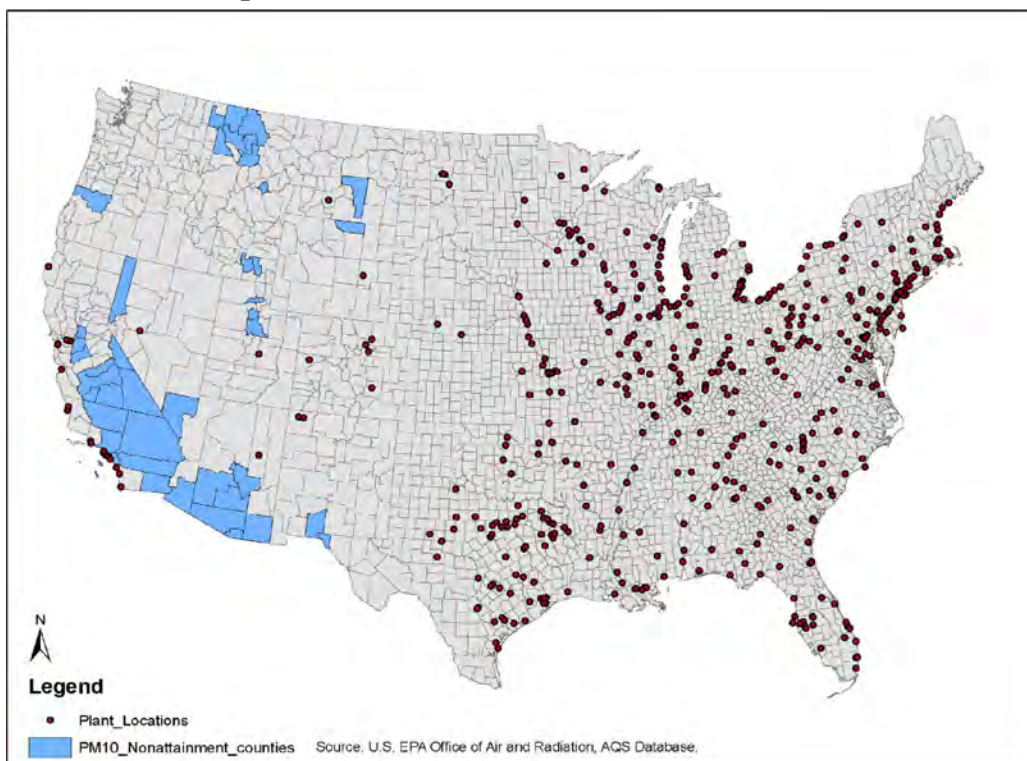 N
Legend
Plant_Locations
PM10_Nonattainment_counties Source. U.S. EPA Office of Air and Radiation, AQS Database.